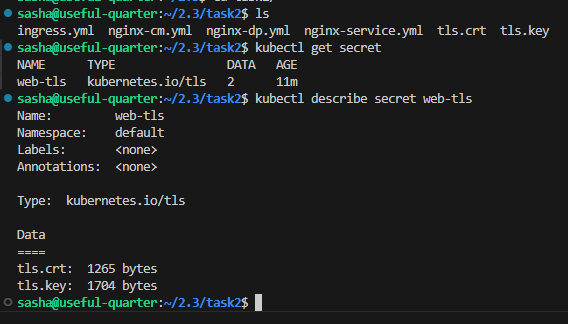 sasha@useful-quarter:~/2.3/task2$ ls
ingress.yml nginx-cm.yml nginx-dp.yml nginx-service.yml tls.crt tls.key
sasha@useful-quarter:~/2.3/task2$ kubectl get secret
NAME TYPE DATA AGE
web-tls kubernetes.io/tls 2 11m
sasha@useful-quarter:~/2.3/task2$ kubectl describe secret web-tls
Name: web-tls
Namespace: default
Labels: <none>
Annotations: <none>
Type: kubernetes.io/tls
Data
====
tls.crt: 1265 bytes
tls.key: 1704 bytes
sasha@useful-quarter:~/2.3/task2$